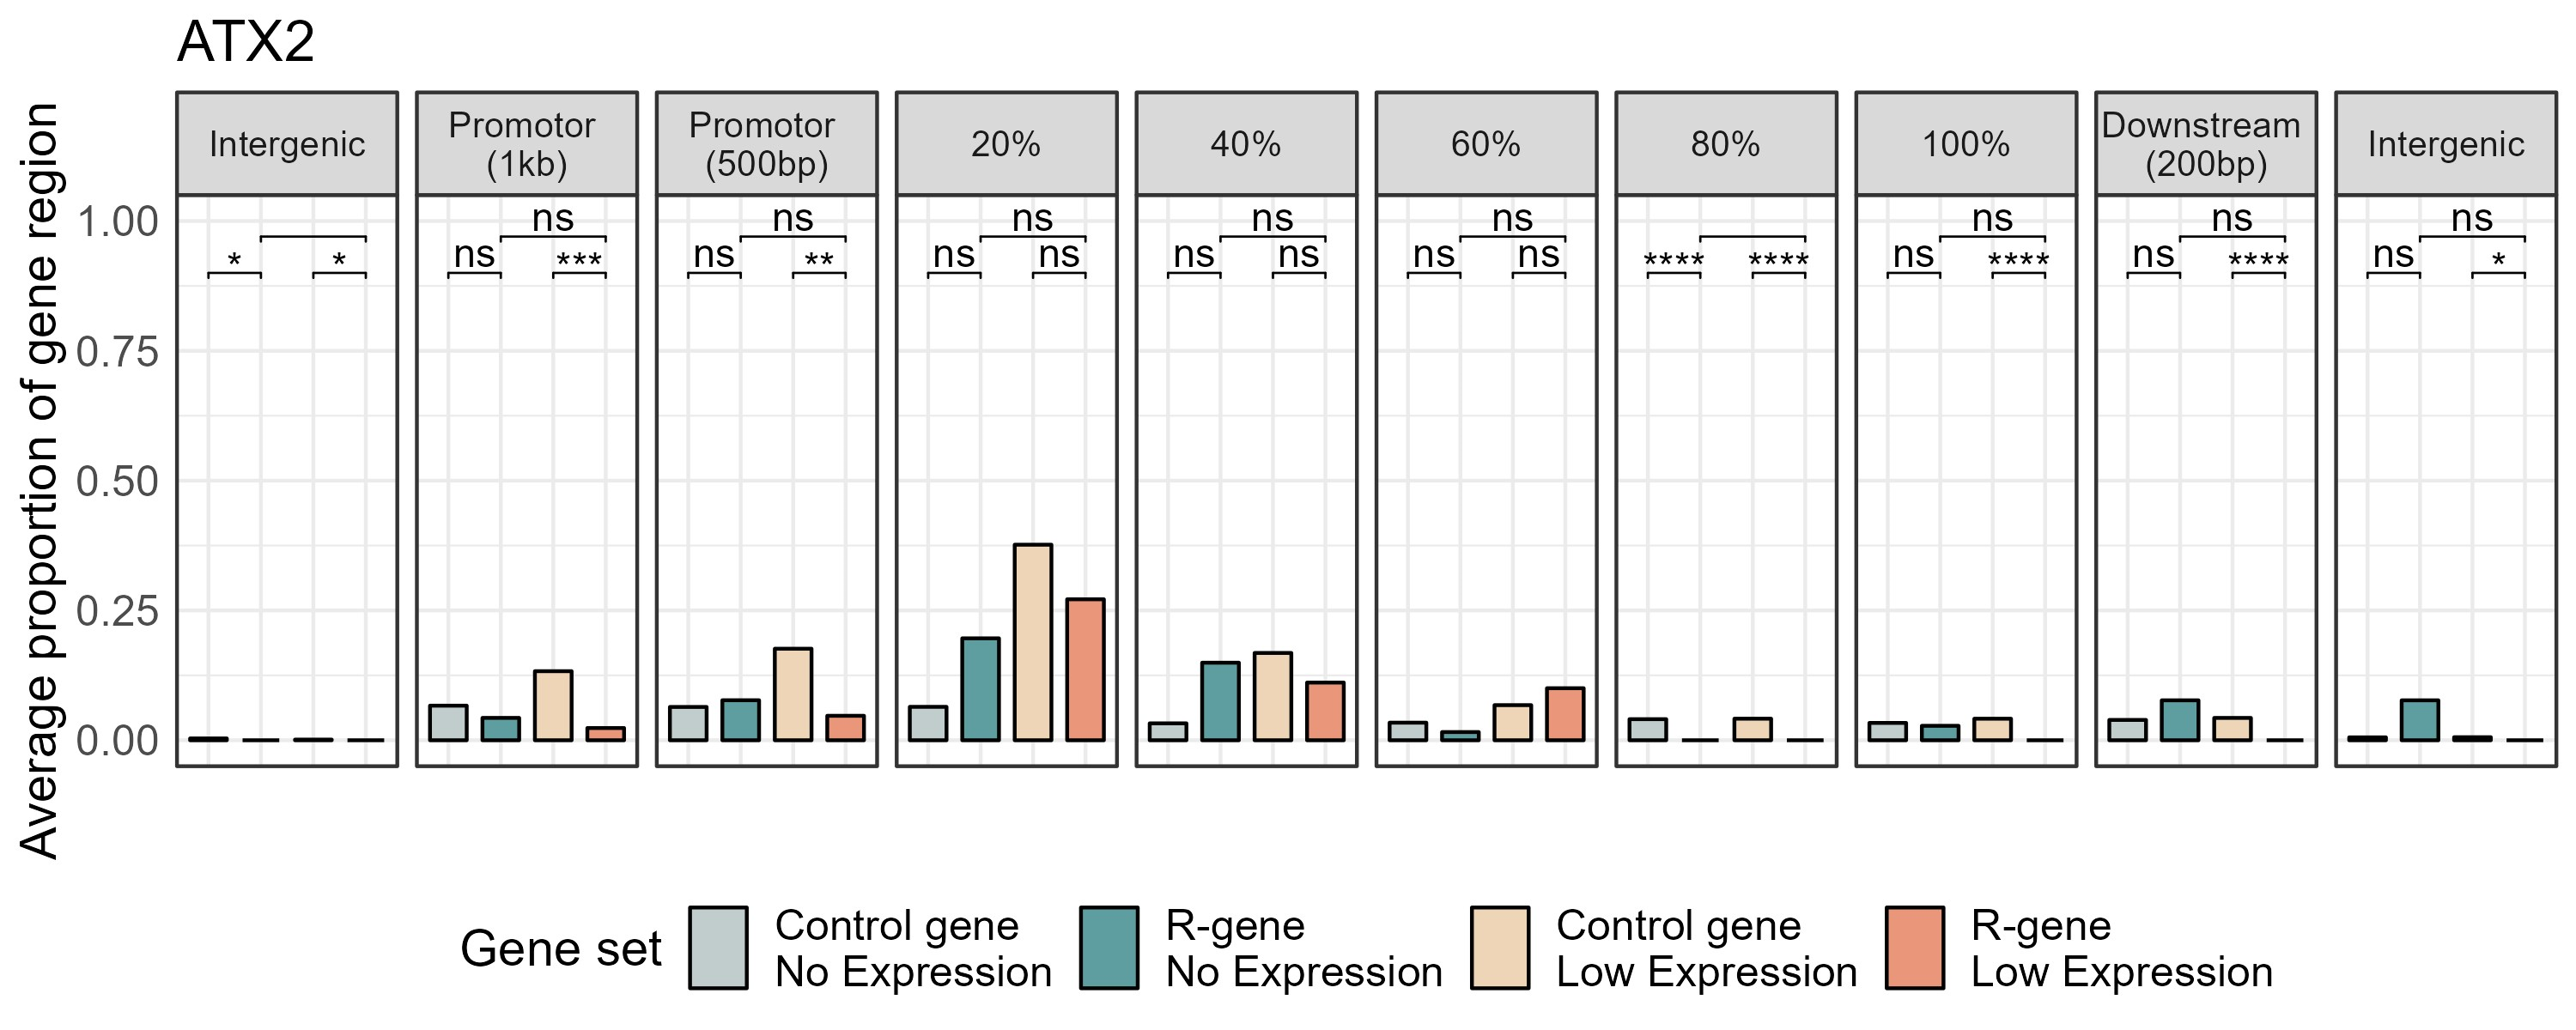 ATX2
Average proportion of gene region
Intergenic
Promotor
(1kb)
Promotor
(500bp)
20%
40%
60%
80%
100%
Downstream
(200bp)
Intergenic
1.00
0.75
0.50
0.25
0.00
* *
ns
ns ***
ns
ns **
ns
ns ns
ns
ns ns
ns
ns ns
**** ****
ns
ns ****
ns
ns ****
ns
ns *
Gene set
Control gene
No Expression
R-gene
No Expression
Control gene
Low Expression
R-gene
Low Expression